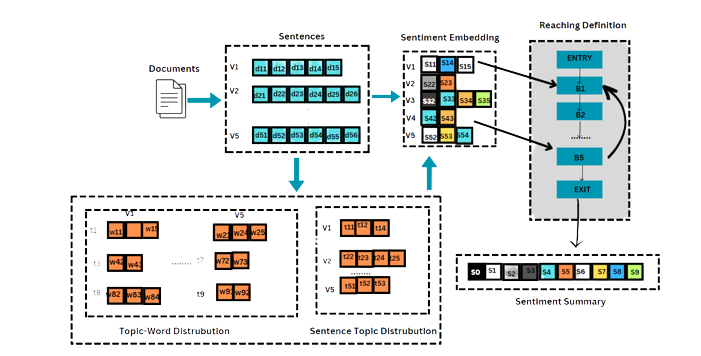 Reaching Definition
Sentences
Sentiment Embedding
Documents
V1 d11 d12 d13 d14 d15
V2 d21 d22 d23 d24 d25 d26
V5 d51 d52 d53 d54 d55 d56
V1 S11 S14 S15
V2 S22 S23
V3 S32 S33 S34 S35
V4 S42 S43
V5 S52 S53 S54
ENTRY
B1
B2
.......
B5
EXIT
V1 V5
t1 w11 w15 w23 w24 w25
t3 w42 w43 ........ t7 w72 w73
t8 w82 w83 w84 t9 w92 w92
Topic-Word Distrubution
V1 t11 t12 t14
V2 t22 t23 t24 t25
........
V5 t51 t52 t53
Sentence Topic Distrubution
S0 S1 S2 S3 S4 S5 S6 S7 S8 S9
Sentiment Summary